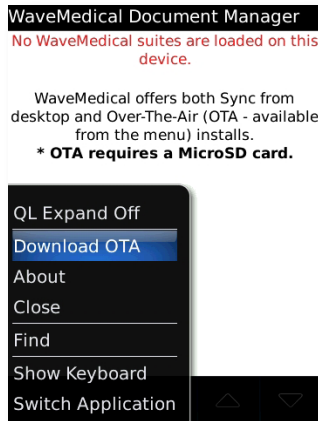 WaveMedical Document Manager
No WaveMedical suites are loaded on this
device.
WaveMedical offers both Sync from
desktop and Over-The-Air (OTA - available
from the menu) installs.
* OTA requires a MicroSD card.
QL Expand Off
Download OTA
About
Close
Find
Show Keyboard
Switch Application